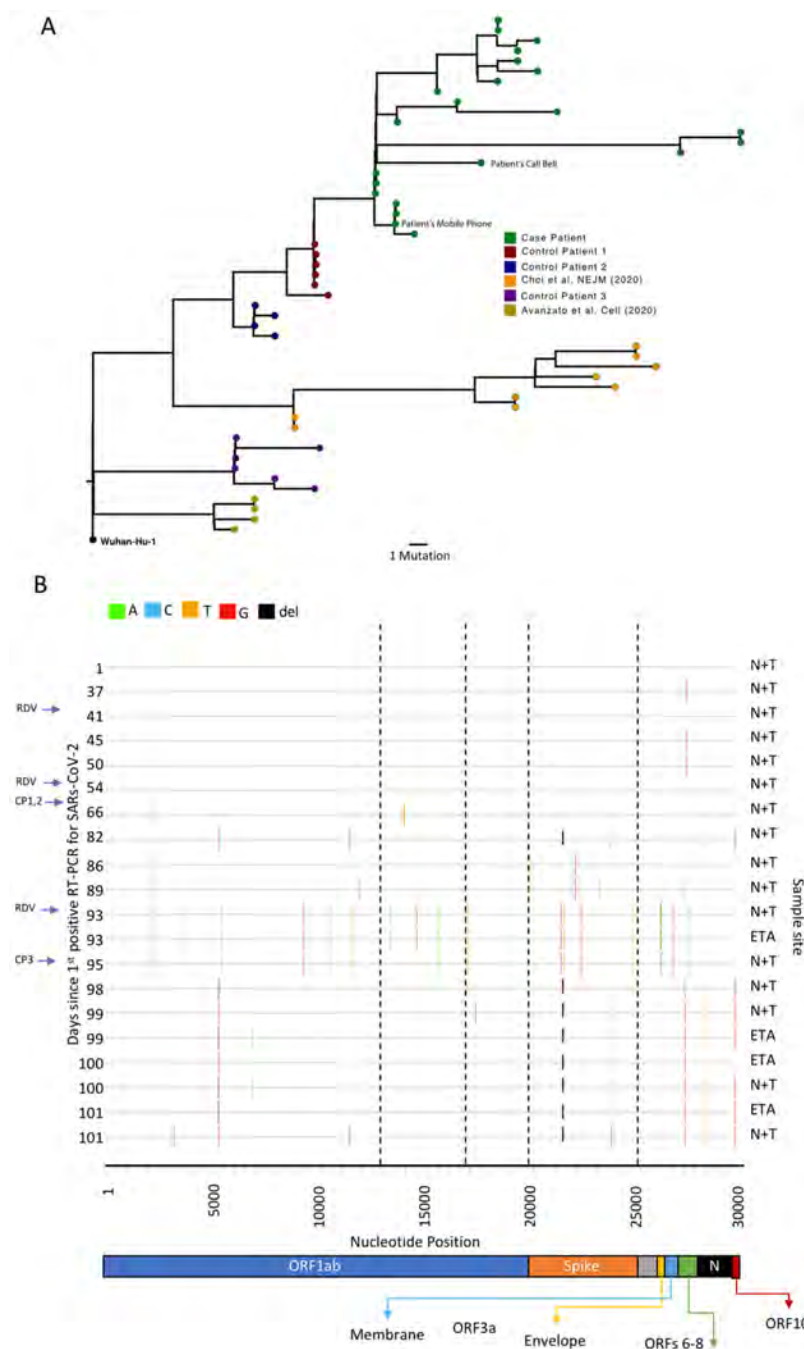 A
Patient's Call Bell
Patient's Mobile Phone
Case Patient
Control Patient 1
Control Patient 2
Choi et al, NEJM (2020)
Control Patient 3
Avanzato et al. Cell (2020)
Wuhan-Hu-1
1 Mutation
B
A C T G del
Days since 1st positive RT-PCR for SARs-CoV-2
Sample site
1 N+T
37 N+T
RDV
41 N+T
45 N+T
50 N+T
RDV
54 N+T
CP1,2
66 N+T
82 N+T
86 N+T
89 N+T
RDV
93 N+T
93 ETA
CP3
95 N+T
98 N+T
99 N+T
99 ETA
100 ETA
100 N+T
101 ETA
101 N+T
1 5000 10000 15000 20000 25000 30000
Nucleotide Position
ORF1ab Spike N
Membrane ORF3a Envelope ORFs 6-8 ORF10